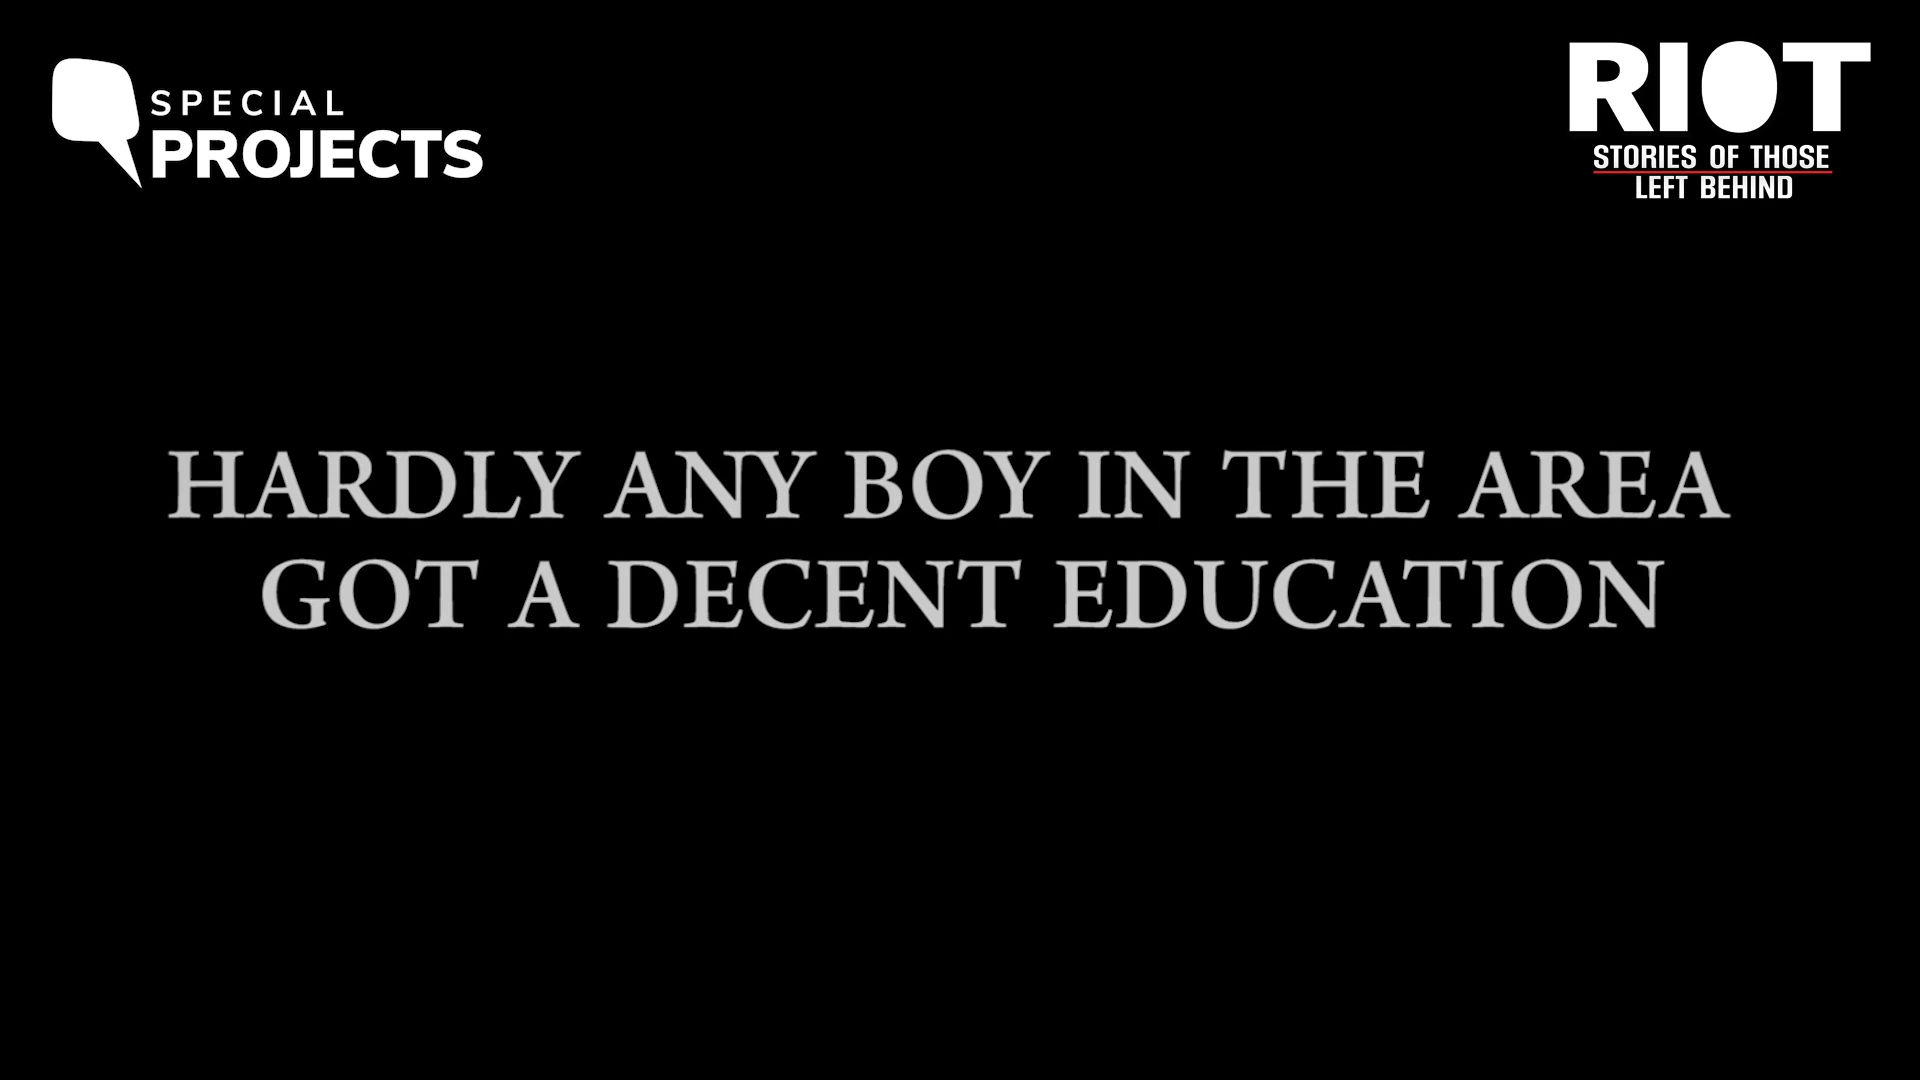 SPECIAL
PROJECTS
RIOT
STORIES OF THOSE
LEFT BEHIND
HARDLY ANY BOY IN THE AREA
GOT A DECENT EDUCATION